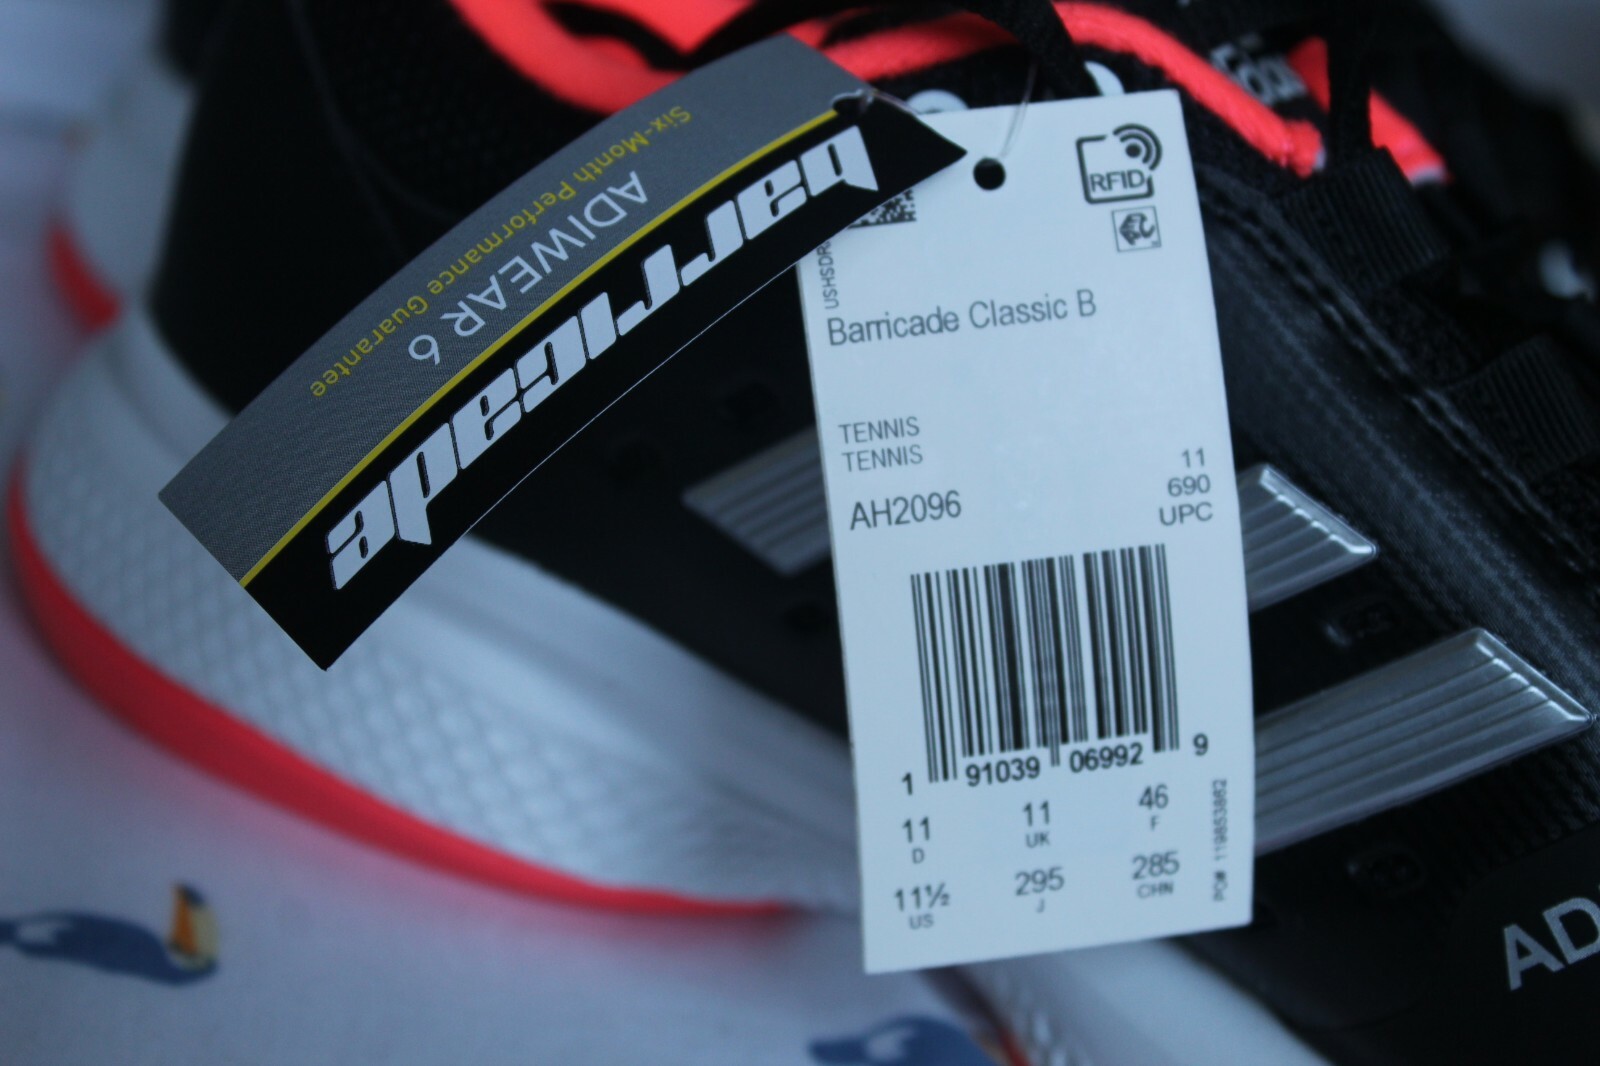 Six-Month Performance Guarantee
ADIWEAR 6
barricade
RFID
USHSDR
Barricade Classic B
TENNIS
TENNIS
AH2096
11
690
UPC
1 91039 06992 9
11
D
11
UK
46
F
11½
US
295
J
285
CHN
PO# 119853862
AD